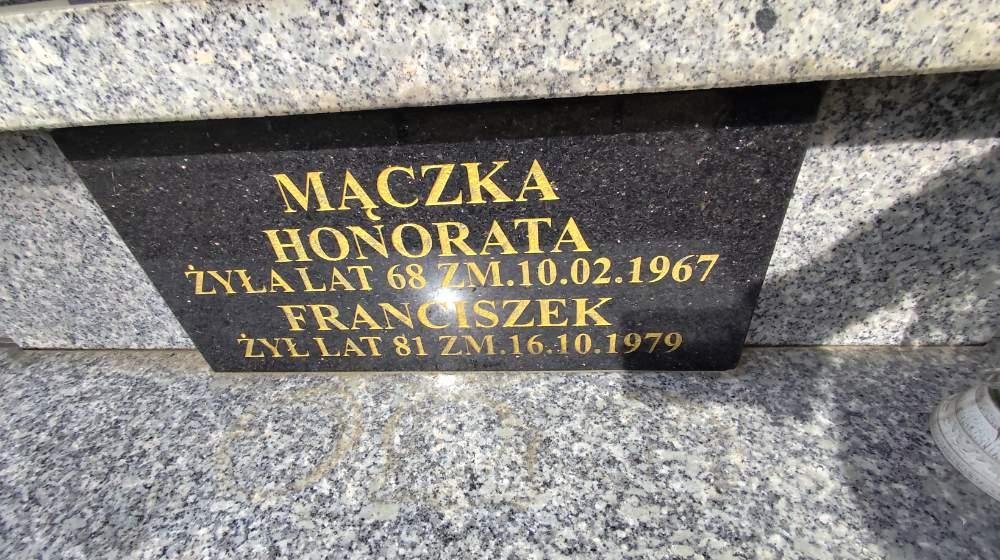 MĄCZKA
HONORATA
ŻYŁA LAT 68 ZM.10.02.1967
FRANCISZEK
ŻYŁ LAT 81 ZM.16.10.1979